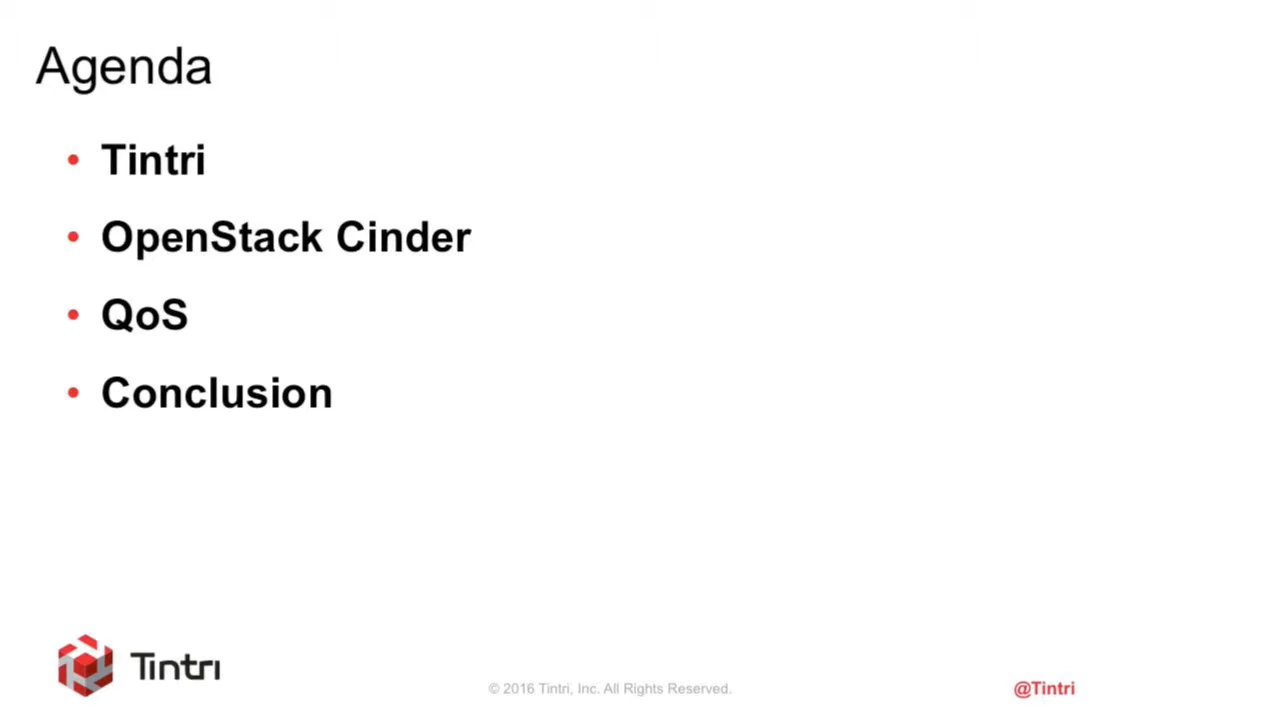 Agenda
• Tintri
• OpenStack Cinder
• QoS
• Conclusion
Tintri
© 2016 Tintri, Inc. All Rights Reserved.
@Tintri